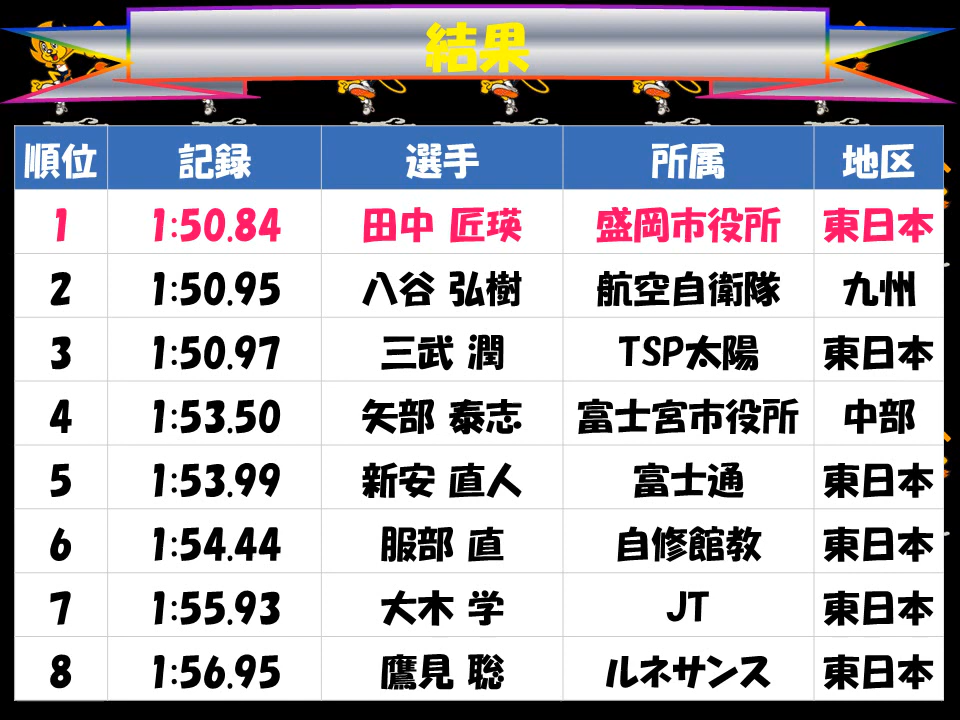 結果
順位 記録 選手 所属 地区
1 1:50.84 田中 匠瑛 盛岡市役所 東日本
2 1:50.95 八谷 弘樹 航空自衛隊 九州
3 1:50.97 三武 潤 TSP太陽 東日本
4 1:53.50 矢部 泰志 富士宮市役所 中部
5 1:53.99 新安 直人 富士通 東日本
6 1:54.44 服部 直 自修館教 東日本
7 1:55.93 大木 学 JT 東日本
8 1:56.95 鷹見 聡 ルネサンス 東日本